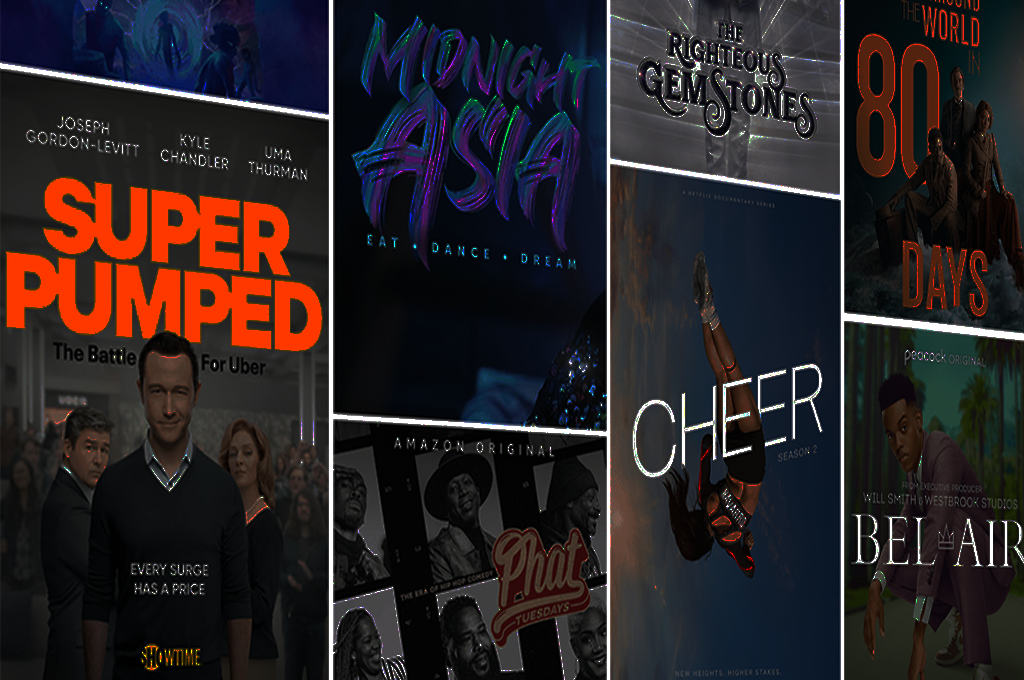 JOSEPH
GORDON-LEVITT
KYLE
CHANDLER
UMA
THURMAN
SUPER
PUMPED
The Battle For Uber
UBER
EVERY SURGE
HAS A PRICE
SHOWTIME
MIDNIGHT
ASIA
EAT • DANCE • DREAM
AMAZON ORIGINAL
THE ERA OF HIP HOP COMEDY
Phat
TUESDAYS
THE
RIGHTEOUS
GEMSTONES
A NETFLIX DOCUMENTARY SERIES
CHEER
SEASON 2
NEW HEIGHTS. HIGHER STAKES.
AROUND
THE WORLD
IN
80
DAYS
peacock ORIGINAL
FROM EXECUTIVE PRODUCER
WILL SMITH & WESTBROOK STUDIOS
BEL AIR